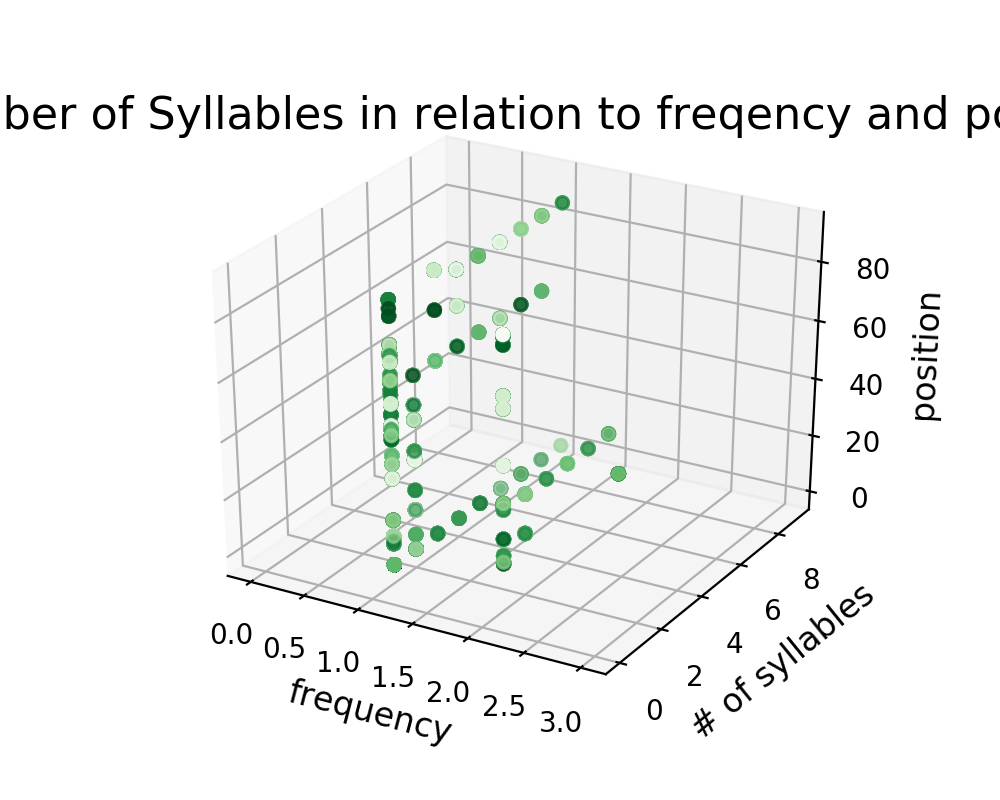 ber of Syllables in relation to freqency and po
80
60
40
20
0
position
0.0 0.5 1.0 1.5 2.0 2.5 3.0
frequency
0 2 4 6 8
# of syllables